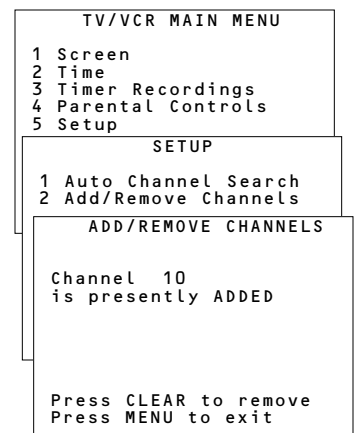 TV/VCR MAIN MENU
1 Screen
2 Time
3 Timer Recordings
4 Parental Controls
5 Setup
SETUP
1 Auto Channel Search
2 Add/Remove Channels
ADD/REMOVE CHANNELS
Channel 10
is presently ADDED
Press CLEAR to remove
Press MENU to exit